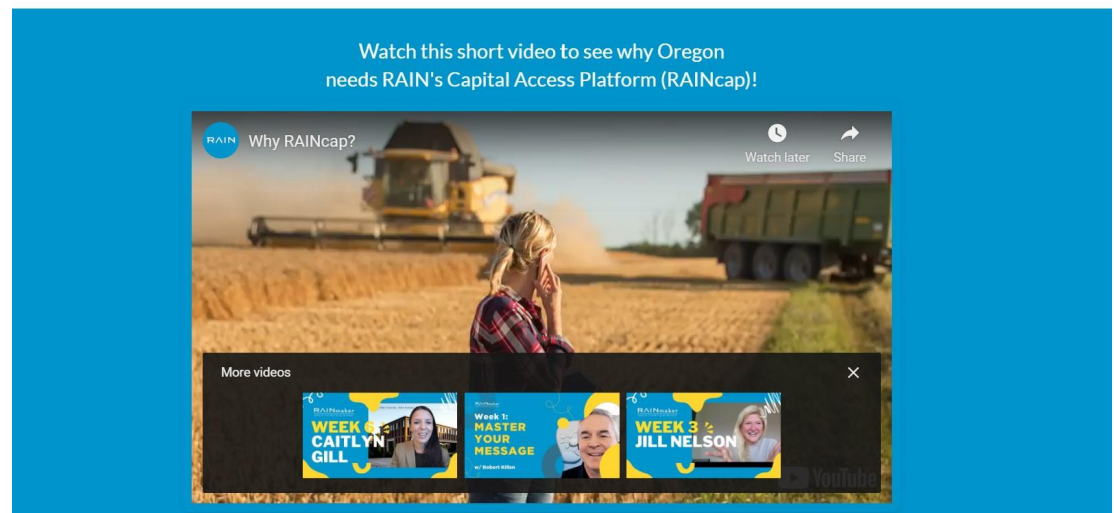 Watch this short video to see why Oregon
needs RAIN's Capital Access Platform (RAINcap)!
RAIN
Why RAINcap?
Watch later
Share
More videos
RAINmaker
WEEK 6
CAITLYN
GILL
Week 1:
MASTER
YOUR
MESSAGE
w/ Robert Killen
RAINmaker
WEEK 3
JILL NELSON
YouTube